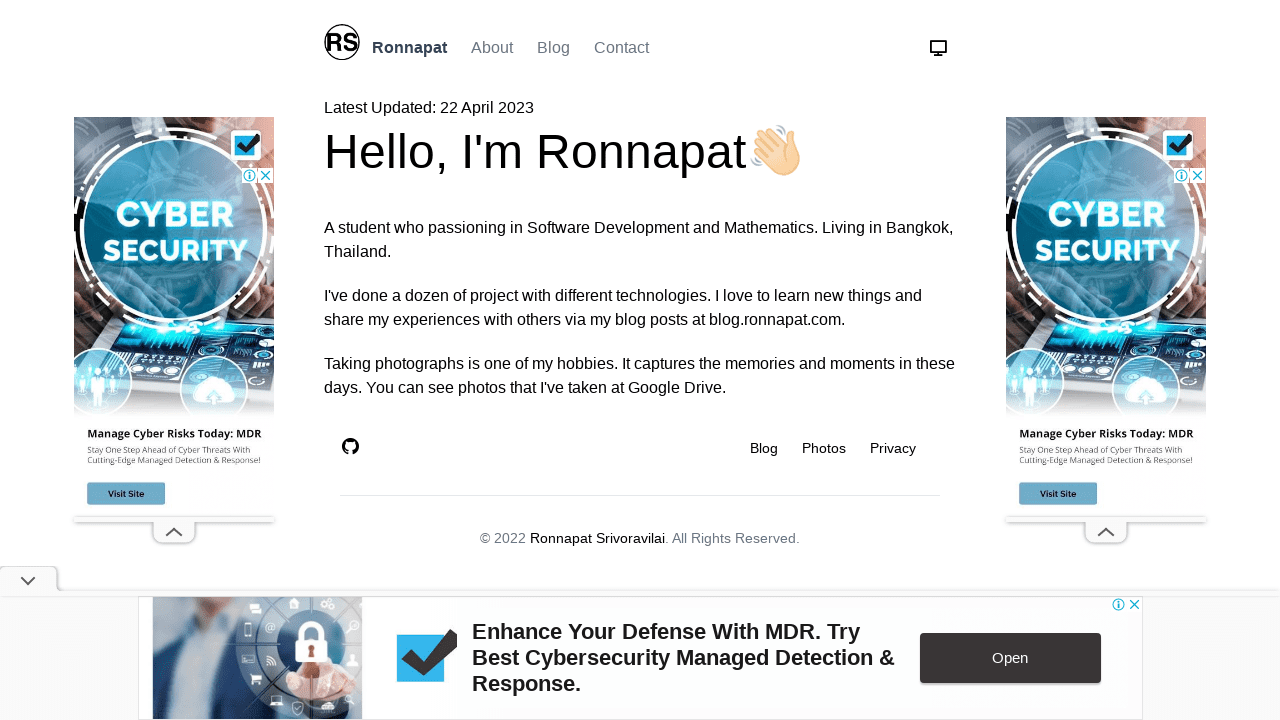 RS Ronnapat About Blog Contact
Latest Updated: 22 April 2023
Hello, I'm Ronnapat👋🏻
A student who passioning in Software Development and Mathematics. Living in Bangkok,
Thailand.
I've done a dozen of project with different technologies. I love to learn new things and
share my experiences with others via my blog posts at blog.ronnapat.com.
Taking photographs is one of my hobbies. It captures the memories and moments in these
days. You can see photos that I've taken at Google Drive.
Blog Photos Privacy
© 2022 Ronnapat Srivoravilai. All Rights Reserved.
CYBER
SECURITY
Manage Cyber Risks Today: MDR
Stay One Step Ahead of Cyber Threats With
Cutting-Edge Managed Detection & Response!
Visit Site
CYBER
SECURITY
Manage Cyber Risks Today: MDR
Stay One Step Ahead of Cyber Threats With
Cutting-Edge Managed Detection & Response!
Visit Site
Enhance Your Defense With MDR. Try
Best Cybersecurity Managed Detection &
Response.
Open